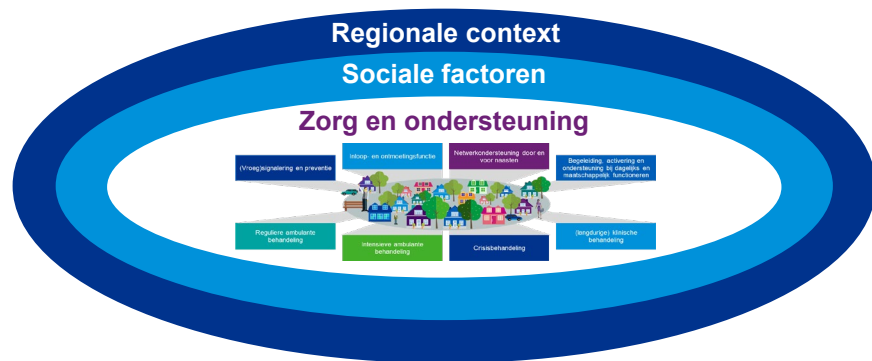 Regionale context
Sociale factoren
Zorg en ondersteuning
(Vroeg)signalering en preventie
Inloop- en ontmoetingsfunctie
Netwerkondersteuning door en
voor naasten
Begeleiding, activering en
ondersteuning bij dagelijks en
maatschappelijk functioneren
Reguliere ambulante
behandeling
Intensieve ambulante
behandeling
Crisisbehandeling
(langdurige) klinische
behandeling